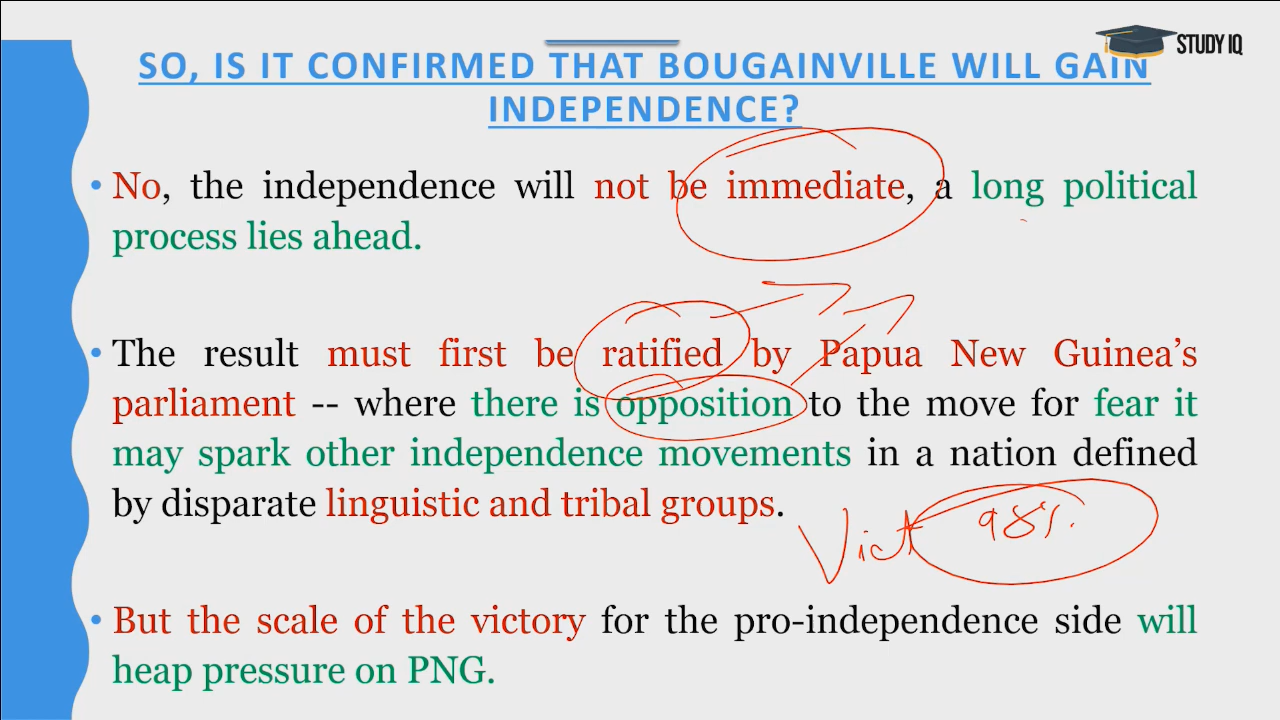 STUDY IQ
SO, IS IT CONFIRMED THAT BOUGAINVILLE WILL GAIN
INDEPENDENCE?
• No, the independence will not be immediate, a long political
process lies ahead.
• The result must first be ratified by Papua New Guinea’s
parliament -- where there is opposition to the move for fear it
may spark other independence movements in a nation defined
by disparate linguistic and tribal groups.
Vict 98%
• But the scale of the victory for the pro-independence side will
heap pressure on PNG.